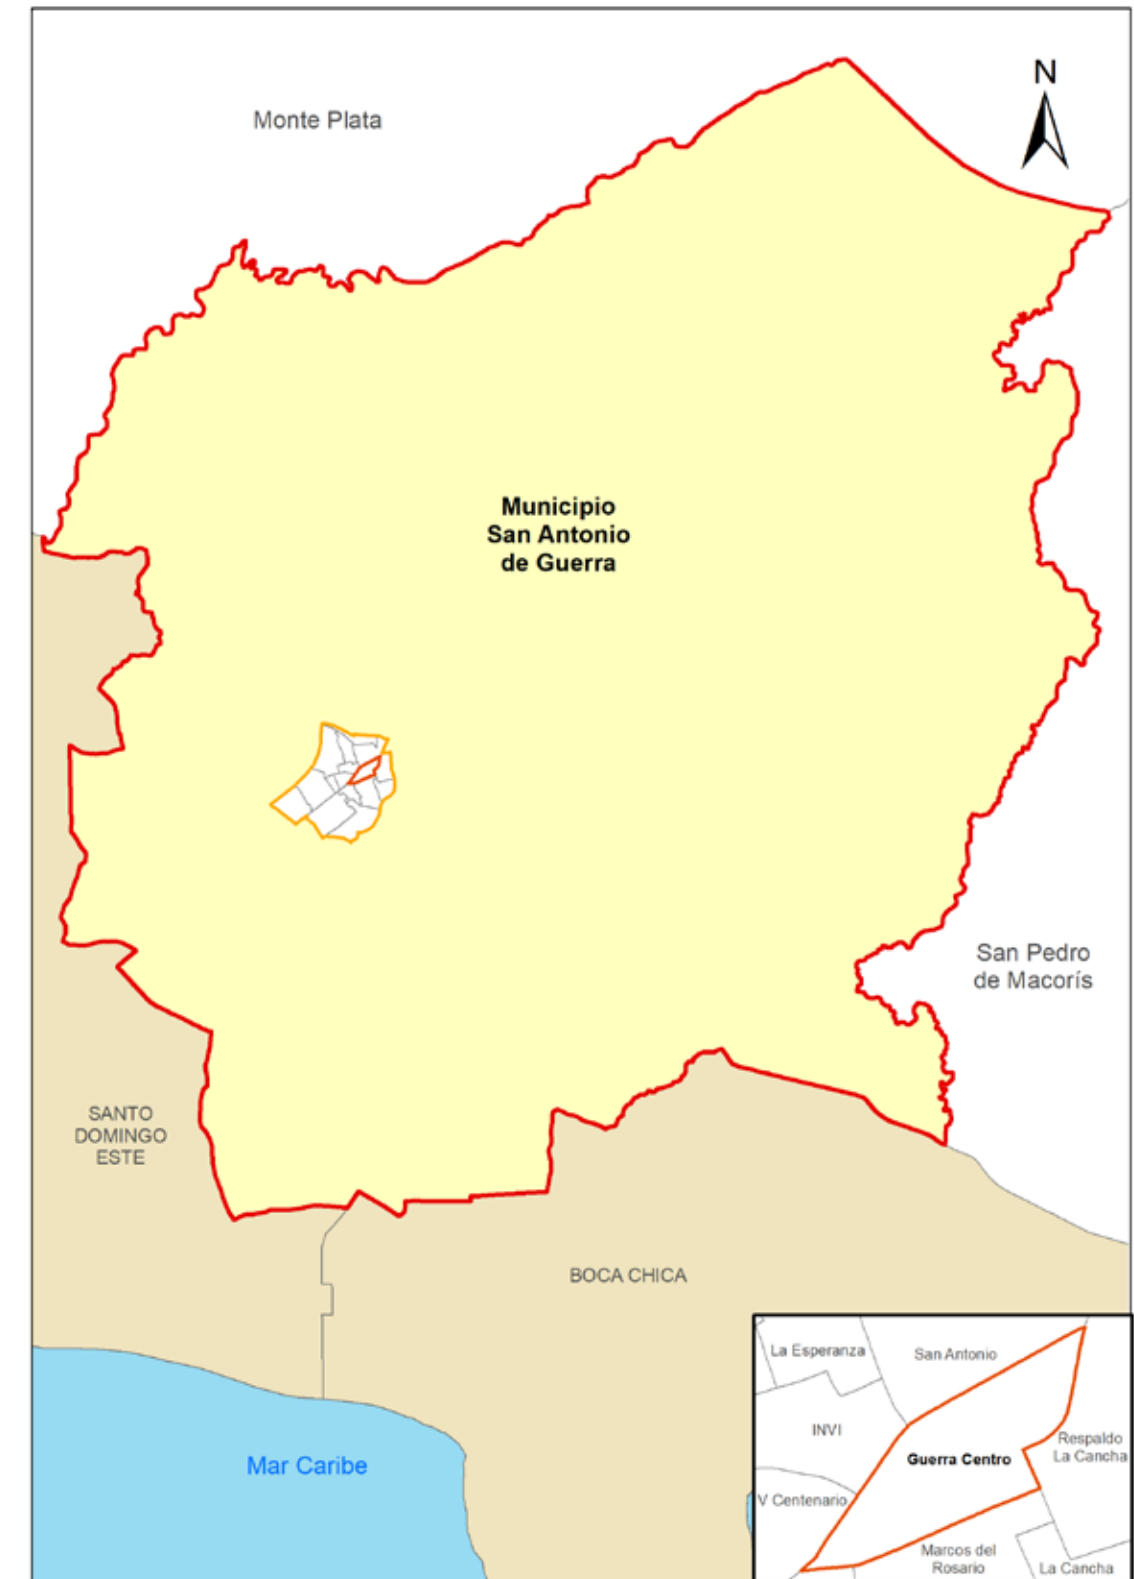 N
Monte Plata
Municipio
San Antonio
de Guerra
San Pedro
de Macorís
SANTO
DOMINGO
ESTE
BOCA CHICA
Mar Caribe
La Esperanza
San Antonio
INVI
Respaldo
La Cancha
Guerra Centro
V Centenario
Marcos del
Rosario
La Cancha